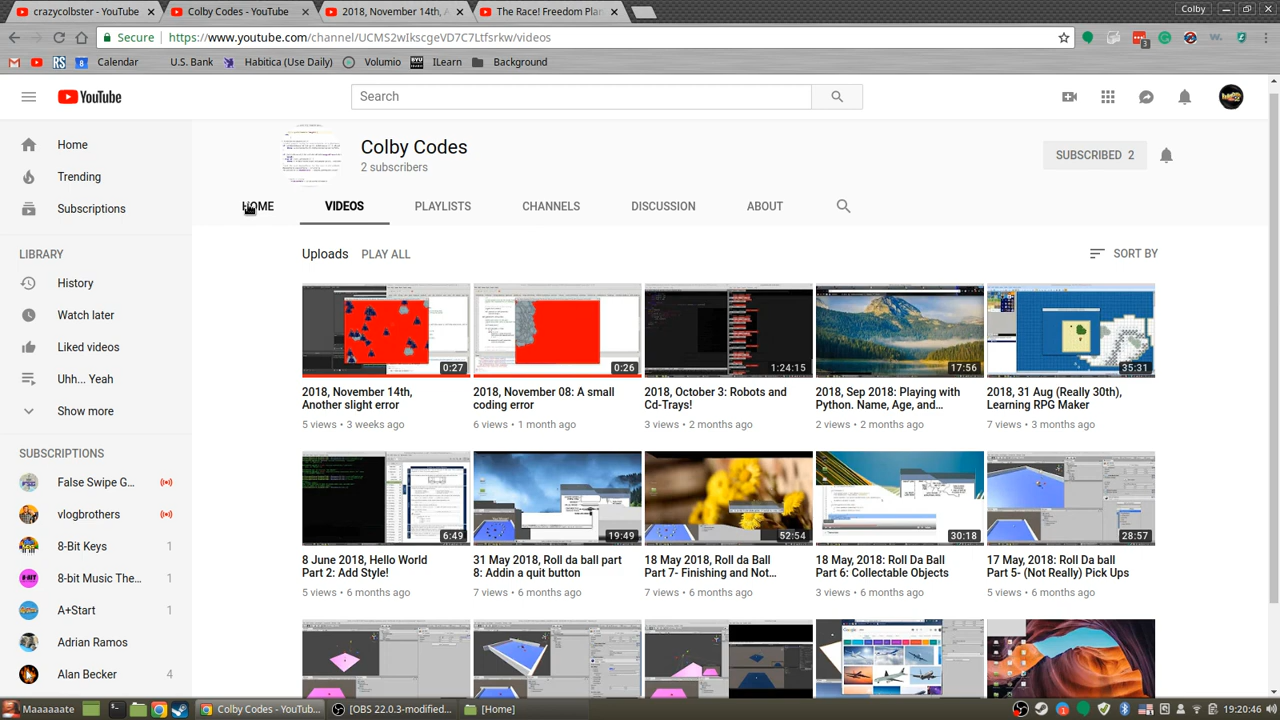 crazycollbster - YouTube
Colby Codes - YouTube
2018, November 14th, A
The Race! Freedom Plan
Colby
Secure
https://www.youtube.com/channel/UCMS2wIkscgeVD7C7Ltfsrkw/videos
Calendar
U.S. Bank
Habitica (Use Daily)
Volumio
ILearn
Background
YouTube
Search
Home
Trending
Subscriptions
LIBRARY
History
Watch later
Liked videos
Uhh.. Yeah
Show more
SUBSCRIPTIONS
vlogbrothers
8-Bit Keys 1
8-bit Music The... 1
A+Start 1
Adrian Ramos
Alan Becker 4
Colby Codes
2 subscribers
SUBSCRIBED 2
HOME VIDEOS PLAYLISTS CHANNELS DISCUSSION ABOUT
Uploads PLAY ALL
SORT BY
0:27
2018, November 14th,
Another slight error
5 views • 3 weeks ago
0:26
2018, November 08: A small
coding error
6 views • 1 month ago
1:24:15
2018, October 3: Robots and
Cd-Trays!
3 views • 2 months ago
17:56
2018, Sep 2018: Playing with
Python. Name, Age, and...
2 views • 2 months ago
35:31
2018, 31 Aug (Really 30th),
Learning RPG Maker
7 views • 3 months ago
6:49
8 June 2018, Hello World
Part 2: Add Style!
5 views • 6 months ago
19:49
31 May 2018, Roll da ball part
8: Addin a quit button
7 views • 6 months ago
52:54
18 May 2018, Roll da Ball
Part 7- Finishing and Not...
7 views • 6 months ago
30:18
18 May, 2018: Roll Da Ball
Part 6: Collectable Objects
3 views • 6 months ago
28:57
17 May, 2018: Roll Da ball
Part 5- (Not Really) Pick Ups
5 views • 6 months ago
Maaaaate
Colby Codes - YouTub...
[OBS 22.0.3-modified...
[Home]
19:20:46